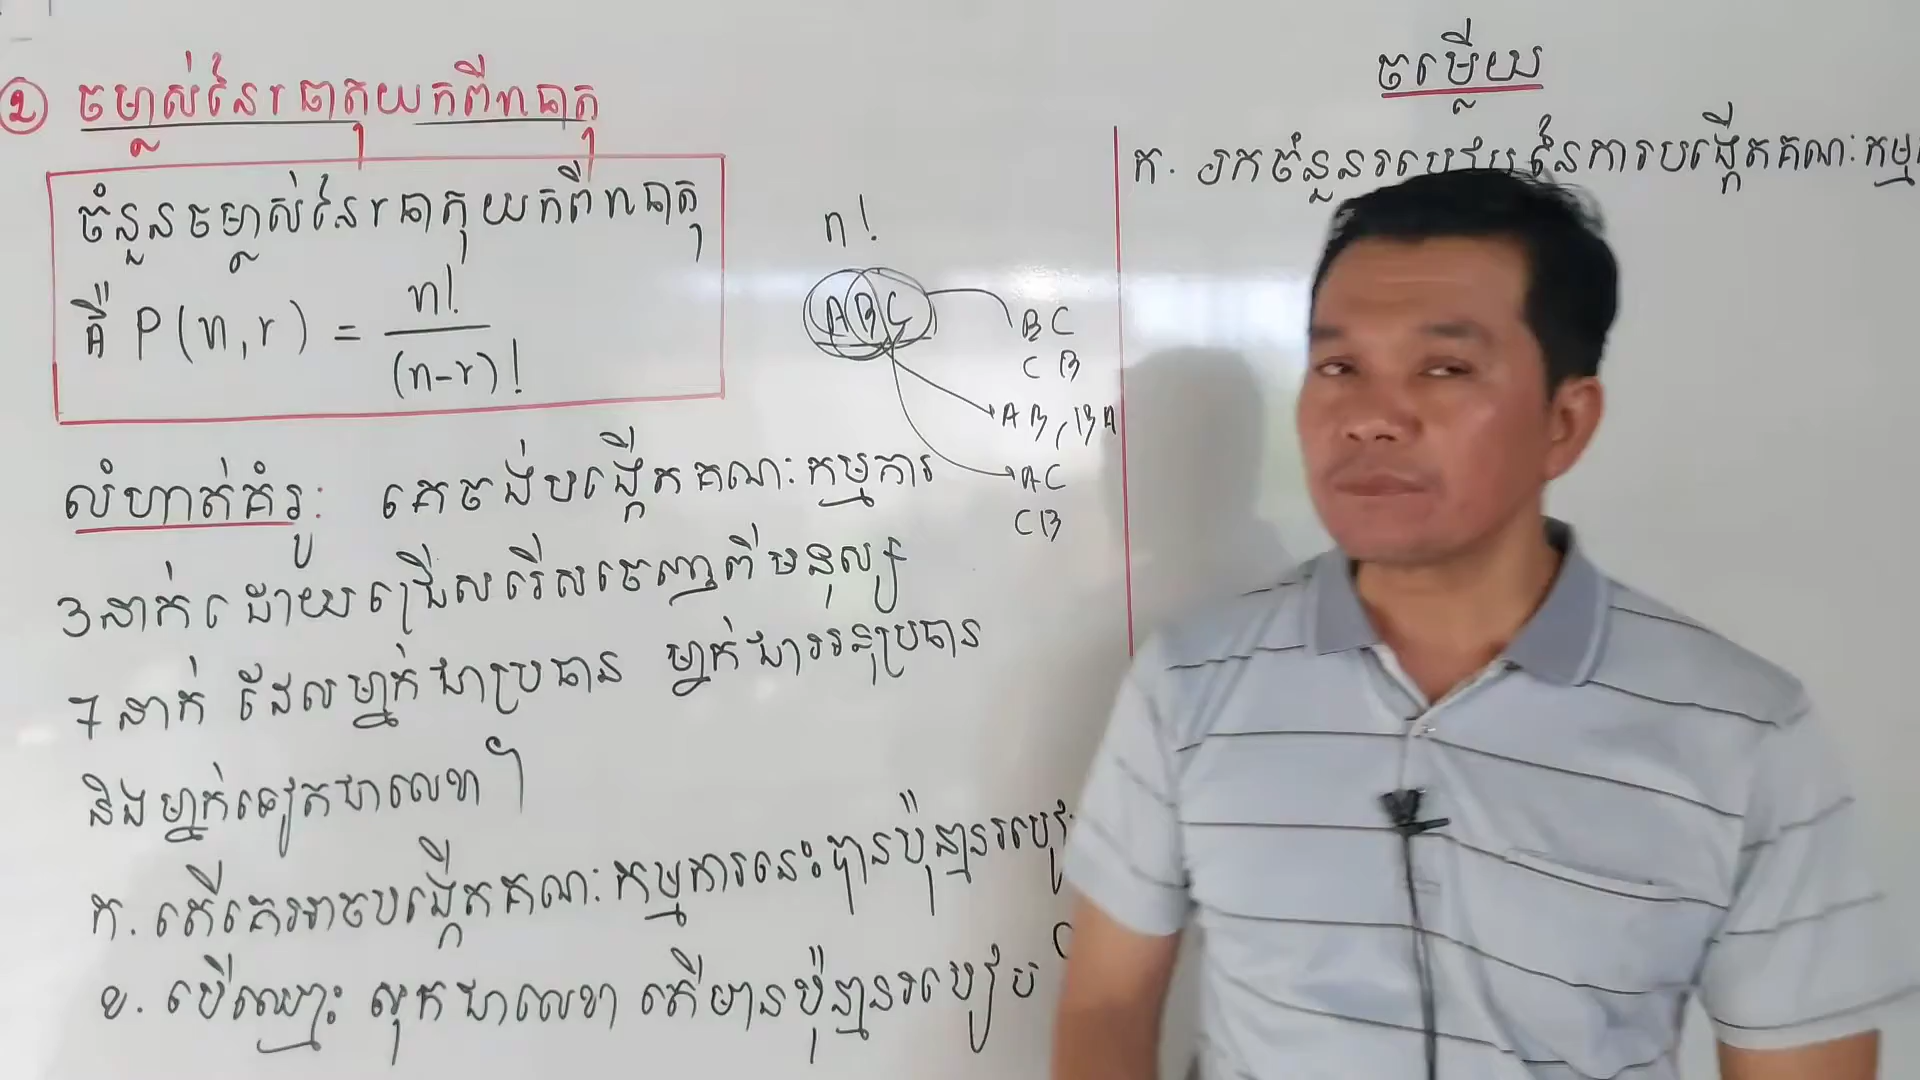 2 ចម្លាស់នៃ r ធាតុយកពី n ធាតុ
ចំនួនចម្លាស់នៃ r ធាតុយកពី n ធាតុ
គឺ P(n,r) = n!/(n-r)!
លំហាត់គំរូ: គេចង់បង្កើតគណៈកម្មការ
3 នាក់ ដោយជ្រើសរើសចេញពីមនុស្ស
7 នាក់ ដែលម្នាក់ជាប្រធាន ម្នាក់ជាអនុប្រធាន
និងម្នាក់ទៀតជាលេខា។
ក. តើគេអាចបង្កើតគណៈកម្មការនេះបានប៉ុន្មានរបៀប
ខ. បើឈ្មោះ សុកជាលេខា តើមានប៉ុន្មានរបៀប
n!
ABC
BC
CB
AB, BA
AC
CB
ចម្លើយ
ក. រកចំនួនរបៀបនៃការបង្កើតគណៈកម្ម